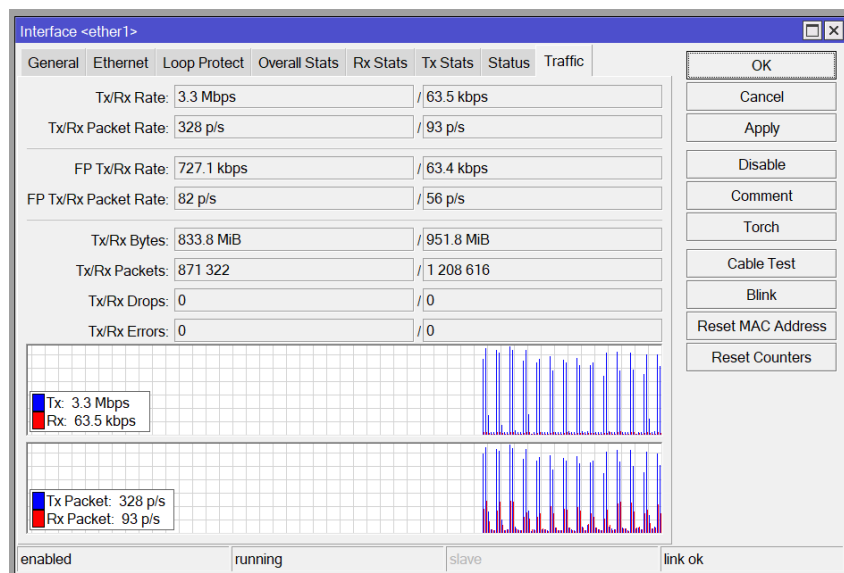 Interface <ether1>
General Ethernet Loop Protect Overall Stats Rx Stats Tx Stats Status Traffic
Tx/Rx Rate: 3.3 Mbps / 63.5 kbps
Tx/Rx Packet Rate: 328 p/s / 93 p/s
FP Tx/Rx Rate: 727.1 kbps / 63.4 kbps
FP Tx/Rx Packet Rate: 82 p/s / 56 p/s
Tx/Rx Bytes: 833.8 MiB / 951.8 MiB
Tx/Rx Packets: 871 322 / 1 208 616
Tx/Rx Drops: 0 / 0
Tx/Rx Errors: 0 / 0
Tx: 3.3 Mbps
Rx: 63.5 kbps
Tx Packet: 328 p/s
Rx Packet: 93 p/s
OK
Cancel
Apply
Disable
Comment
Torch
Cable Test
Blink
Reset MAC Address
Reset Counters
enabled running slave link ok